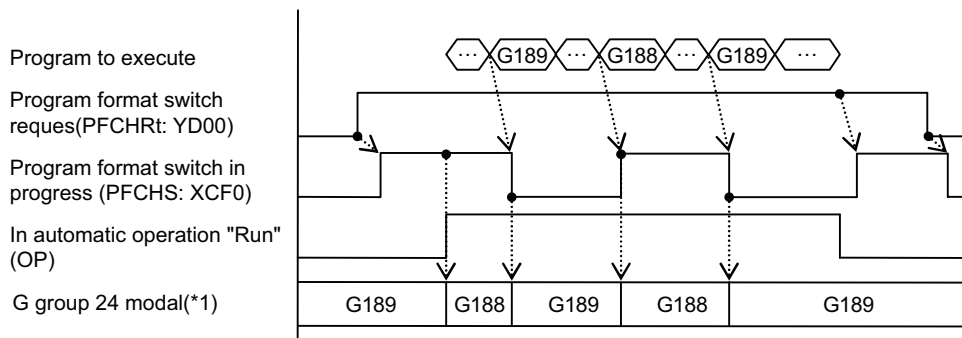 Program to execute
··· G189 ··· G188 ··· G189 ···
Program format switch
reques(PFCHRt: YD00)
Program format switch in
progress (PFCHS: XCF0)
In automatic operation "Run"
(OP)
G group 24 modal(*1)
G189 G188 G189 G188 G189